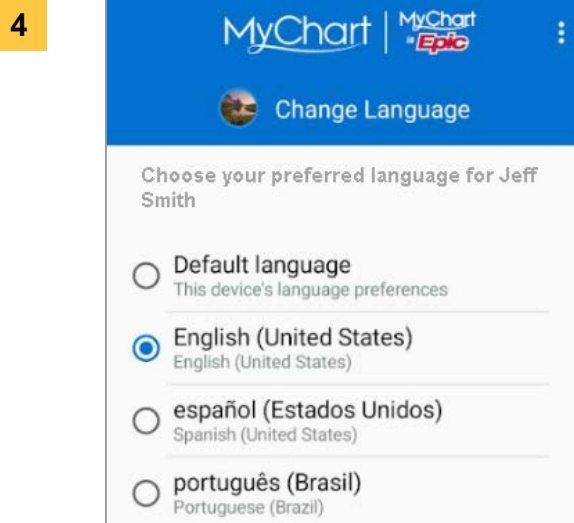 4
MyChart | MyChart
Epic
Change Language
Choose your preferred language for Jeff
Smith
Default language
This device's language preferences
English (United States)
English (United States)
español (Estados Unidos)
Spanish (United States)
português (Brasil)
Portuguese (Brazil)